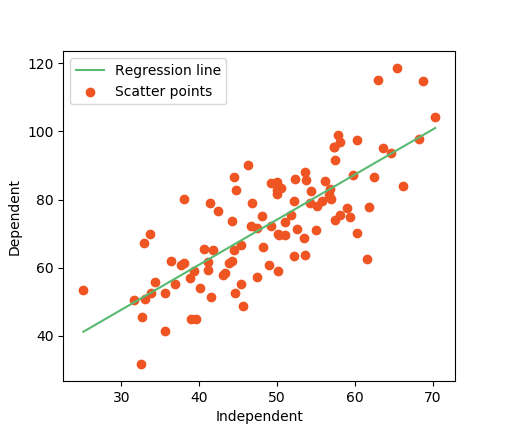 Regression line
Scatter points
120
100
80
60
40
Dependent
30 40 50 60 70
Independent